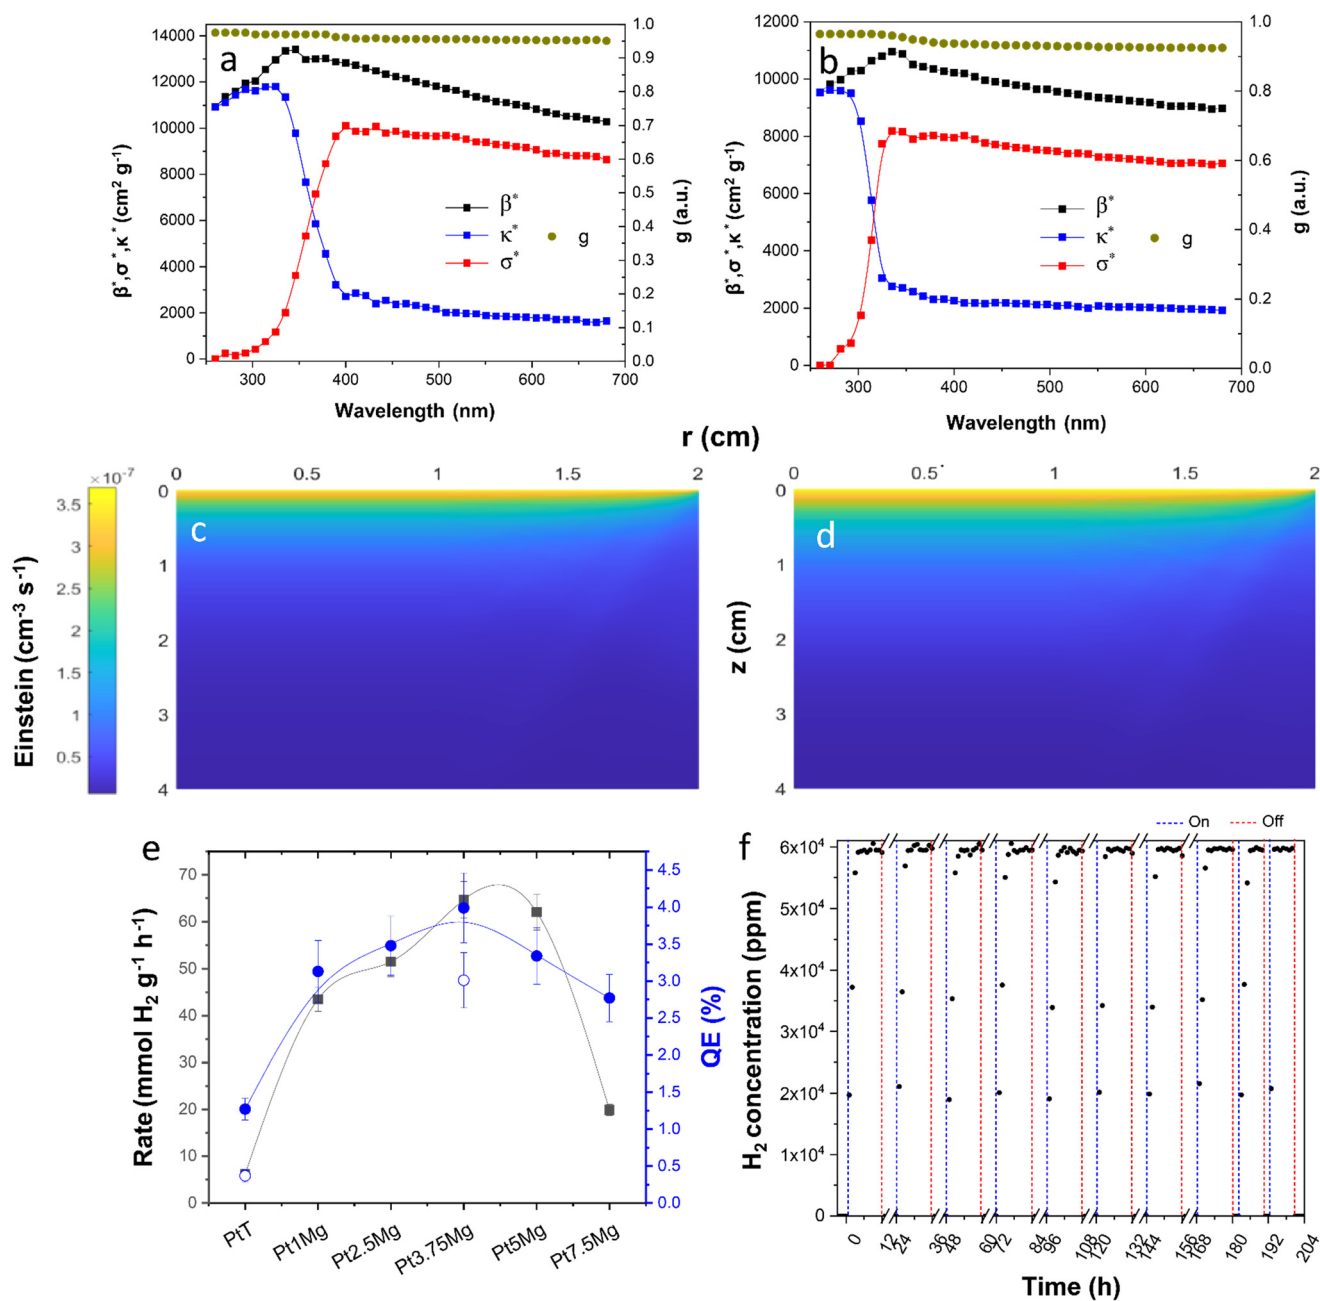 a
14000
12000
10000
8000
6000
4000
2000
0
β*,σ*,κ* (cm² g⁻¹)
300
400
500
600
700
Wavelength (nm)
1.0
0.9
0.8
0.7
0.6
0.5
0.4
0.3
0.2
0.1
0.0
g (a.u.)
β*
κ*
g
σ*
b
12000
10000
8000
6000
4000
2000
0
β*,σ*,κ* (cm² g⁻¹)
300
400
500
600
700
Wavelength (nm)
1.0
0.8
0.6
0.4
0.2
0.0
g (a.u.)
β*
κ*
g
σ*
r (cm)
×10⁻⁷
3.5
3
2.5
2
1.5
1
0.5
Einstein (cm⁻³ s⁻¹)
0 0.5 1 1.5 2
0
1
2
3
4
c
0 0.5 1 1.5 2
0
1
2
3
4
z (cm)
d
e
70
60
50
40
30
20
10
0
Rate (mmol H₂ g⁻¹ h⁻¹)
4.5
4.0
3.5
3.0
2.5
2.0
1.5
1.0
0.5
0.0
QE (%)
PtT
Pt1Mg
Pt2.5Mg
Pt3.75Mg
Pt5Mg
Pt7.5Mg
f
On Off
6x10⁴
5x10⁴
4x10⁴
3x10⁴
2x10⁴
1x10⁴
0
H₂ concentration (ppm)
0 12 24 36 48 60 72 84 96 108 120 132 144 156 168 180 192 204
Time (h)